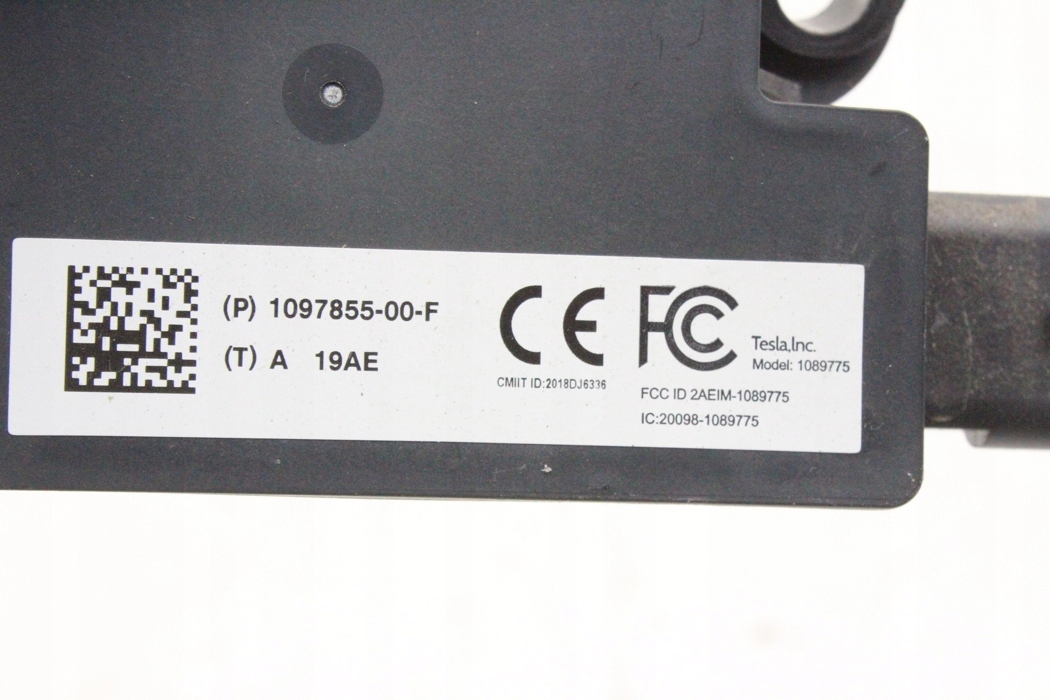 (P) 1097855-00-F
(T) A 19AE
CE FC
CMIIT ID:2018DJ6336
Tesla,Inc.
Model: 1089775
FCC ID 2AEIM-1089775
IC:20098-1089775